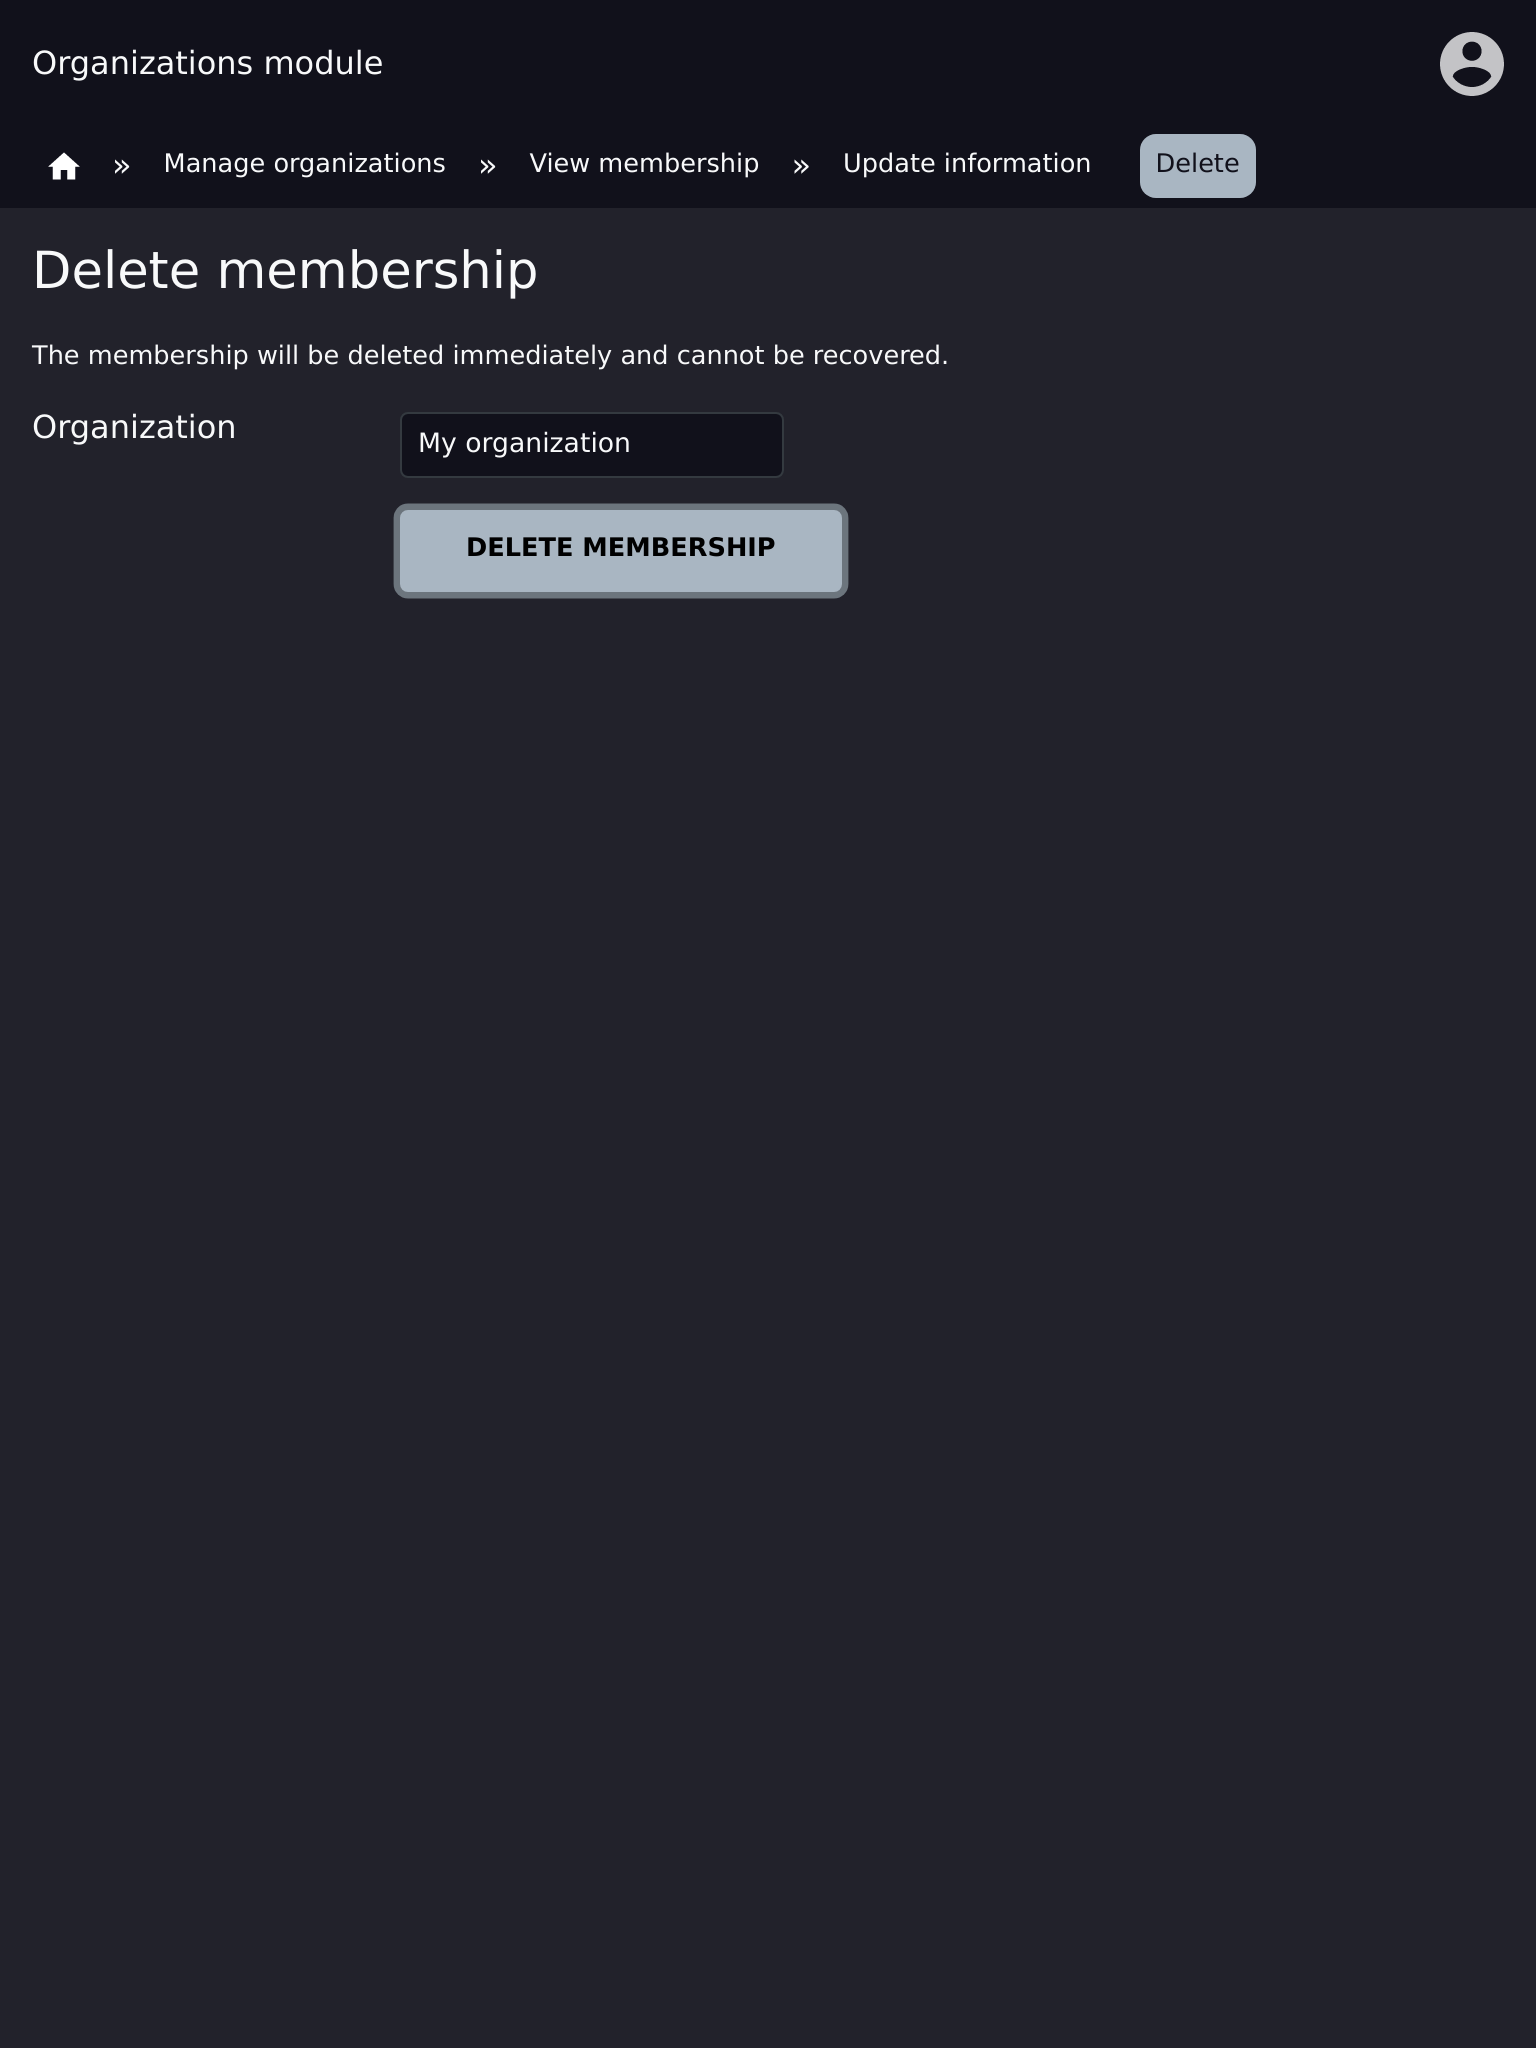 Organizations module
» Manage organizations » View membership » Update information Delete
Delete membership
The membership will be deleted immediately and cannot be recovered.
Organization My organization
DELETE MEMBERSHIP